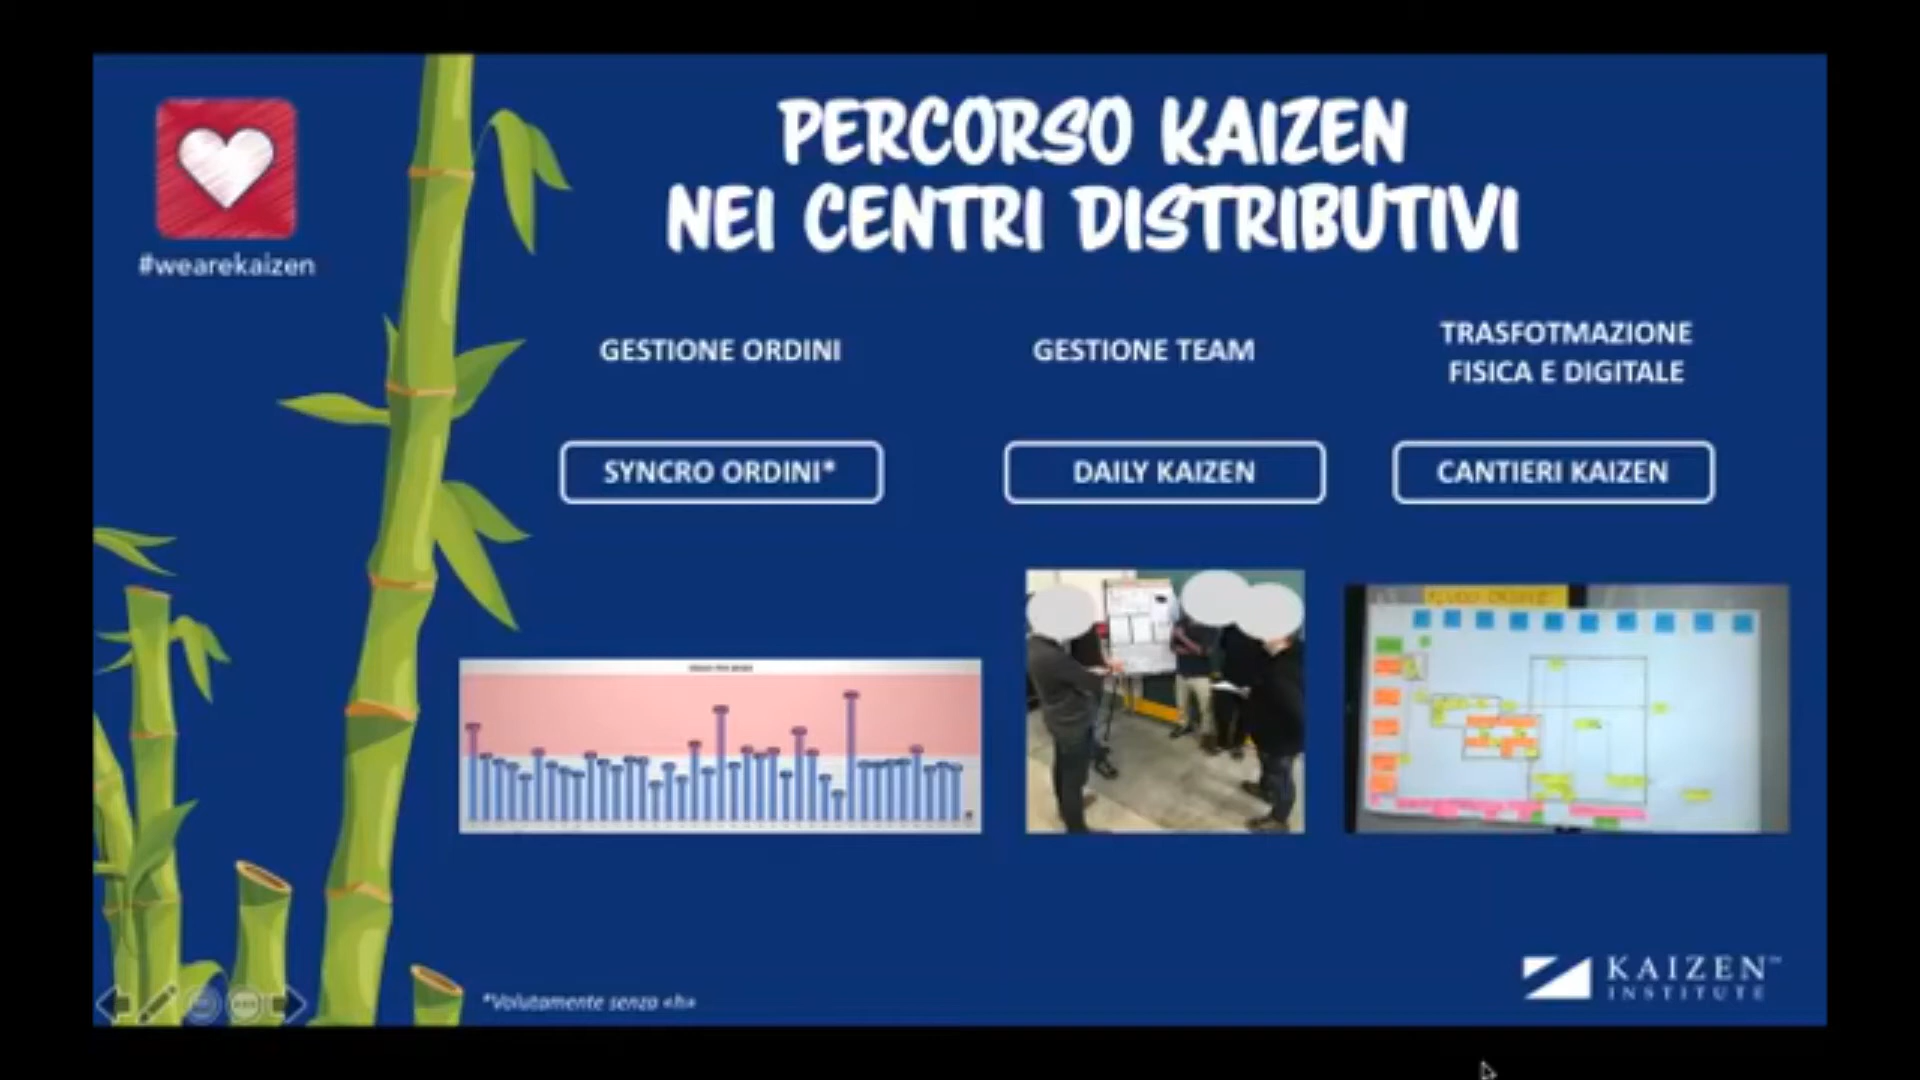 #wearekaizen
PERCORSO KAIZEN
NEI CENTRI DISTRIBUTIVI
GESTIONE ORDINI
GESTIONE TEAM
TRASFOTMAZIONE
FISICA E DIGITALE
SYNCRO ORDINI*
DAILY KAIZEN
CANTIERI KAIZEN
*Volutamente senza «h»
KAIZEN™
INSTITUTE